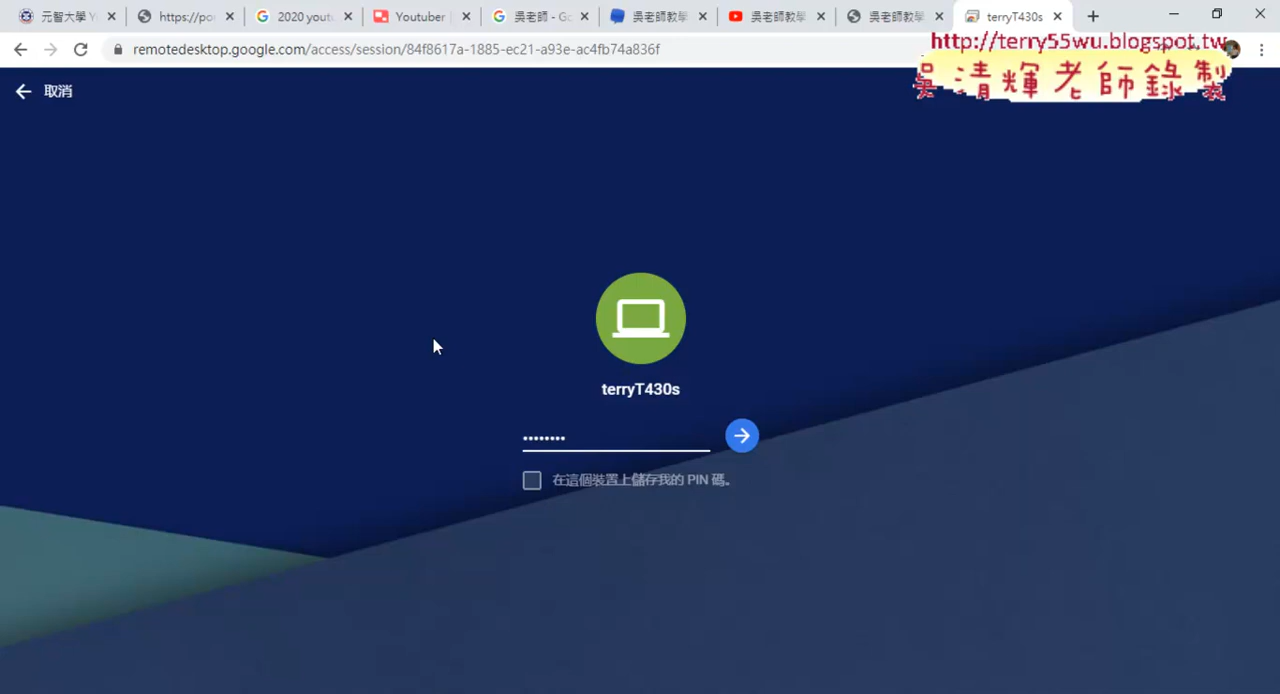 元智大學 Y
https://po
2020 youtu
Youtuber
吳老師 - Go
吳老師教學
吳老師教學
吳老師教學
terryT430s
remotedesktop.google.com/access/session/84f8617a-1885-ec21-a93e-ac4fb74a836f
http://terry55wu.blogspot.tw
吳清輝老師錄製
取消
terryT430s
••••••••
在這個裝置上儲存我的 PIN 碼。